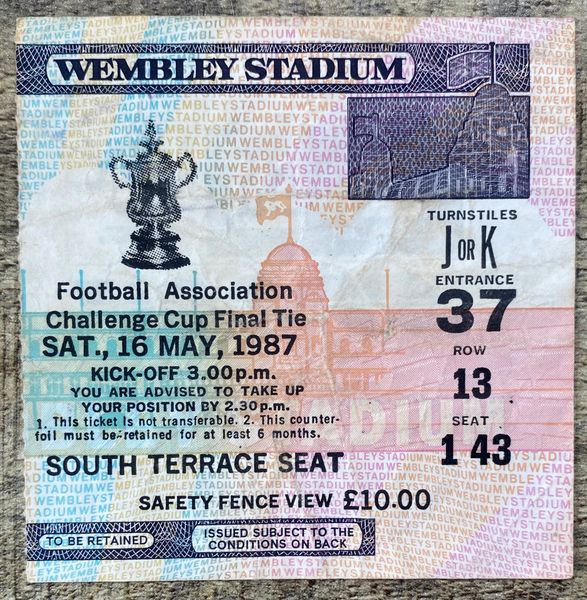 WEMBLEY STADIUM
TURNSTILES
J OR K
ENTRANCE
37
ROW
13
SEAT
143
Football Association
Challenge Cup Final Tie
SAT., 16 MAY, 1987
KICK-OFF 3.00p.m.
YOU ARE ADVISED TO TAKE UP
YOUR POSITION BY 2.30p.m.
1. This ticket is not transferable. 2. This counter-
foil must be retained for at least 6 months.
SOUTH TERRACE SEAT
SAFETY FENCE VIEW £10.00
TO BE RETAINED
ISSUED SUBJECT TO THE
CONDITIONS ON BACK